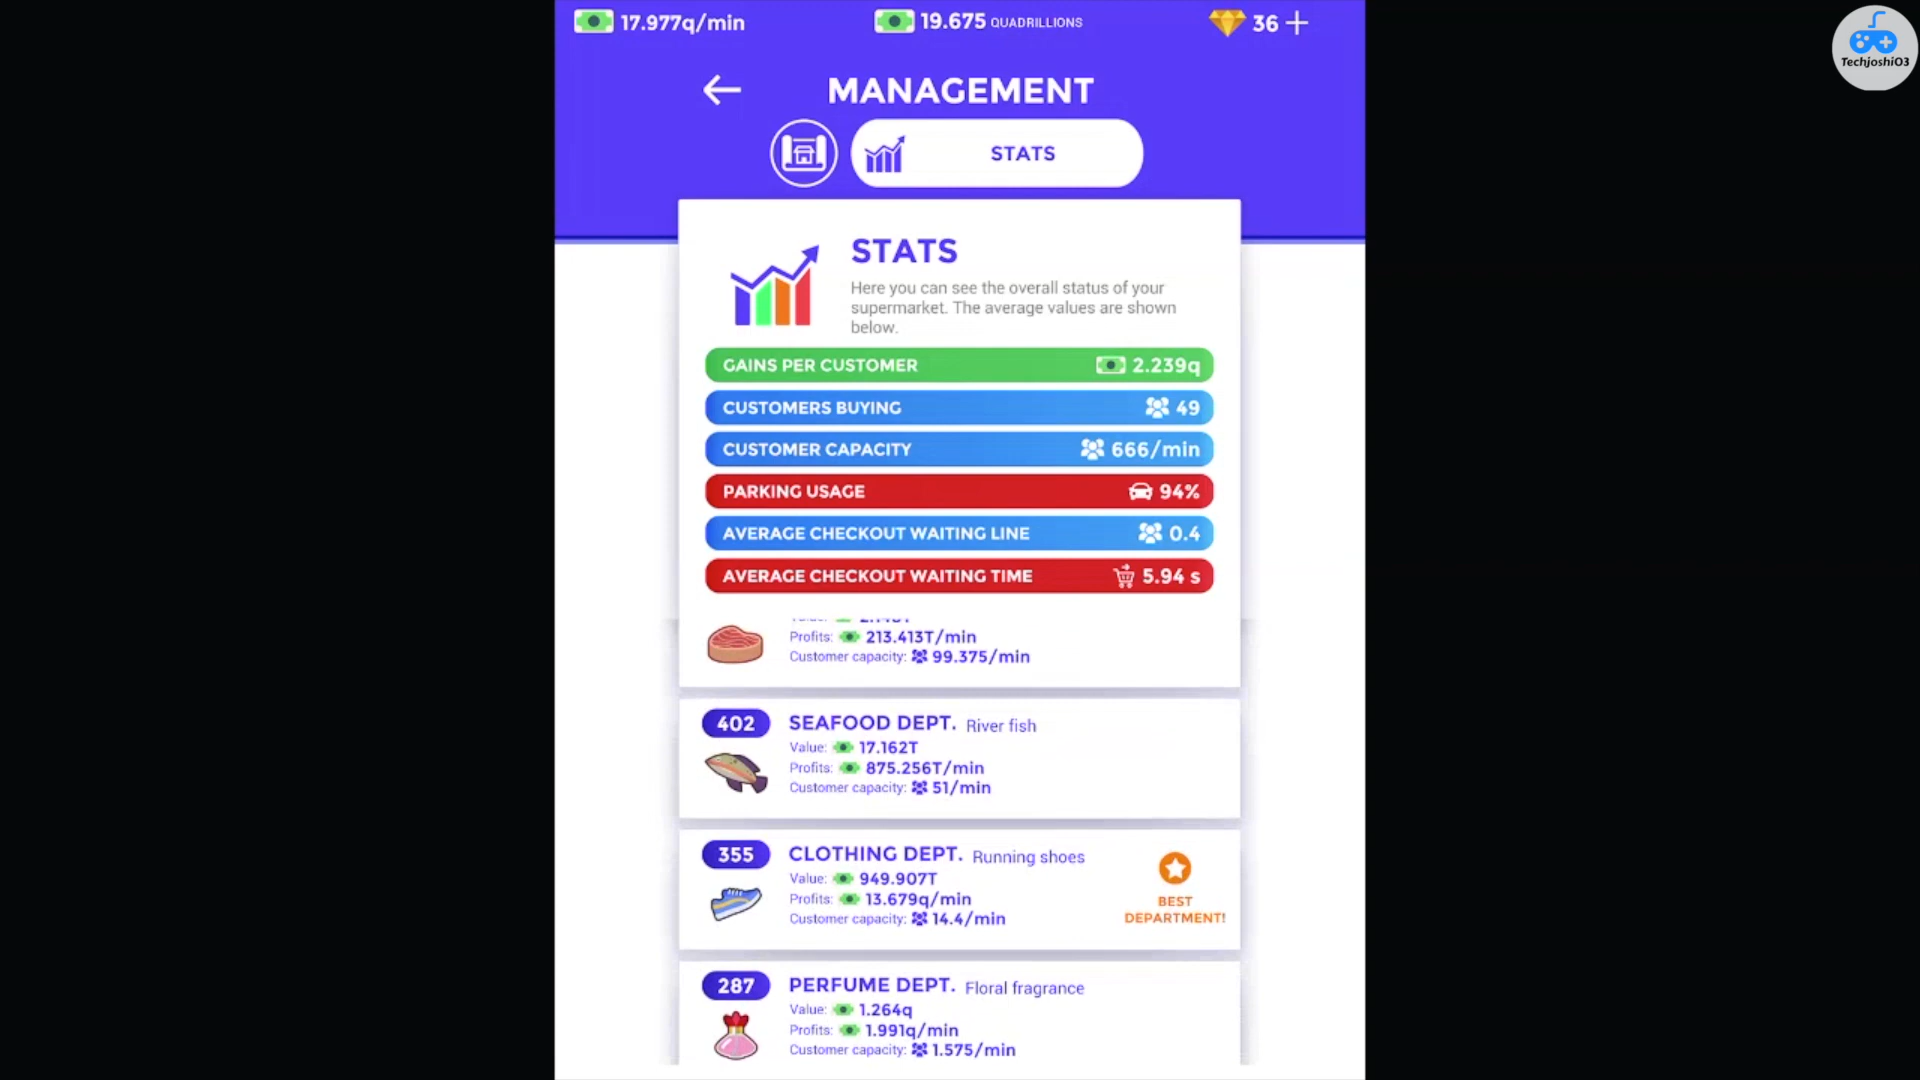 17.977q/min
19.675 QUADRILLIONS
36
TechjoshiO3
MANAGEMENT
STATS
STATS
Here you can see the overall status of your
supermarket. The average values are shown
below.
GAINS PER CUSTOMER 2.239q
CUSTOMERS BUYING 49
CUSTOMER CAPACITY 666/min
PARKING USAGE 94%
AVERAGE CHECKOUT WAITING LINE 0.4
AVERAGE CHECKOUT WAITING TIME 5.94 s
Profits: 213.413T/min
Customer capacity: 99.375/min
402 SEAFOOD DEPT. River fish
Value: 17.162T
Profits: 875.256T/min
Customer capacity: 51/min
355 CLOTHING DEPT. Running shoes
Value: 949.907T
Profits: 13.679q/min
Customer capacity: 14.4/min
BEST
DEPARTMENT!
287 PERFUME DEPT. Floral fragrance
Value: 1.264q
Profits: 1.991q/min
Customer capacity: 1.575/min